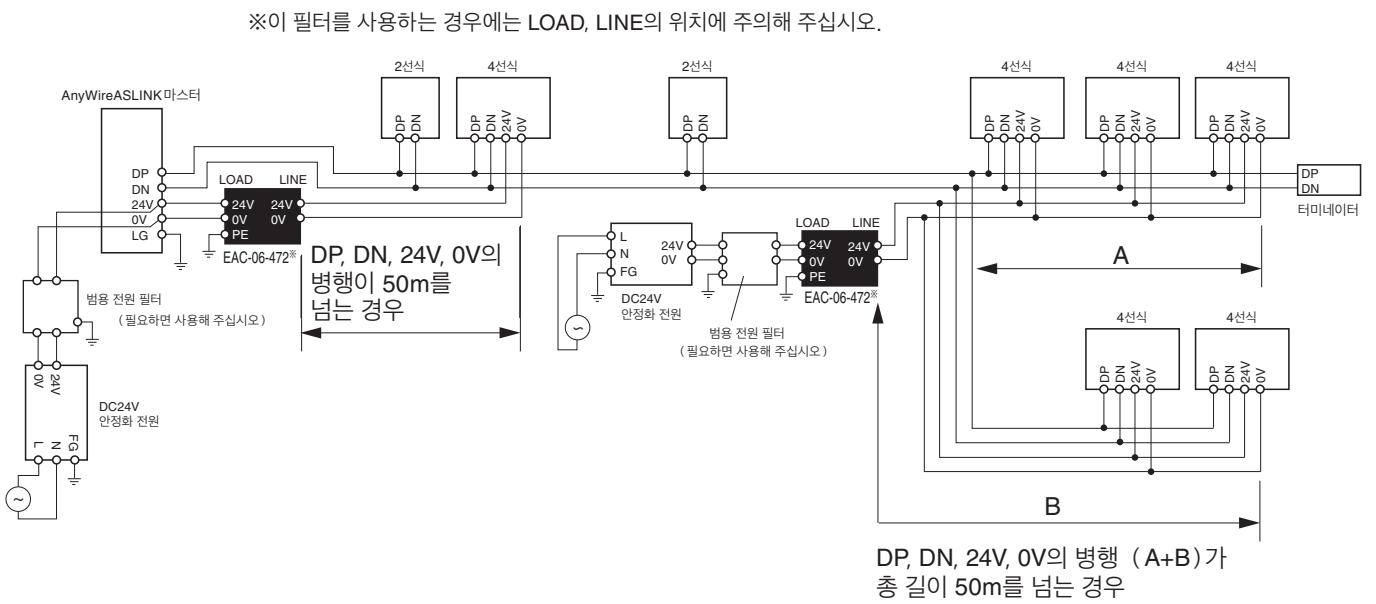 ※이 필터를 사용하는 경우에는 LOAD, LINE의 위치에 주의해 주십시오.
AnyWireASLINK마스터
DP
DN
24V
0V
LG
LOAD LINE
24V 24V
0V 0V
PE
EAC-06-472※
2선식
DP DN
4선식
DP DN 24V 0V
2선식
DP DN
4선식
DP DN 24V 0V
4선식
DP DN 24V 0V
4선식
DP DN 24V 0V
DP
DN
터미네이터
DP, DN, 24V, 0V의
병행이 50m를
넘는 경우
범용 전원 필터
(필요하면 사용해 주십시오)
0V 24V
DC24V
안정화 전원
L N FG
~
L 24V
N 0V
FG
DC24V
안정화 전원
~
범용 전원 필터
(필요하면 사용해 주십시오)
LOAD LINE
24V 24V
0V 0V
PE
EAC-06-472※
A
4선식
DP DN 24V 0V
4선식
DP DN 24V 0V
B
DP, DN, 24V, 0V의 병행 (A+B)가
총 길이 50m를 넘는 경우